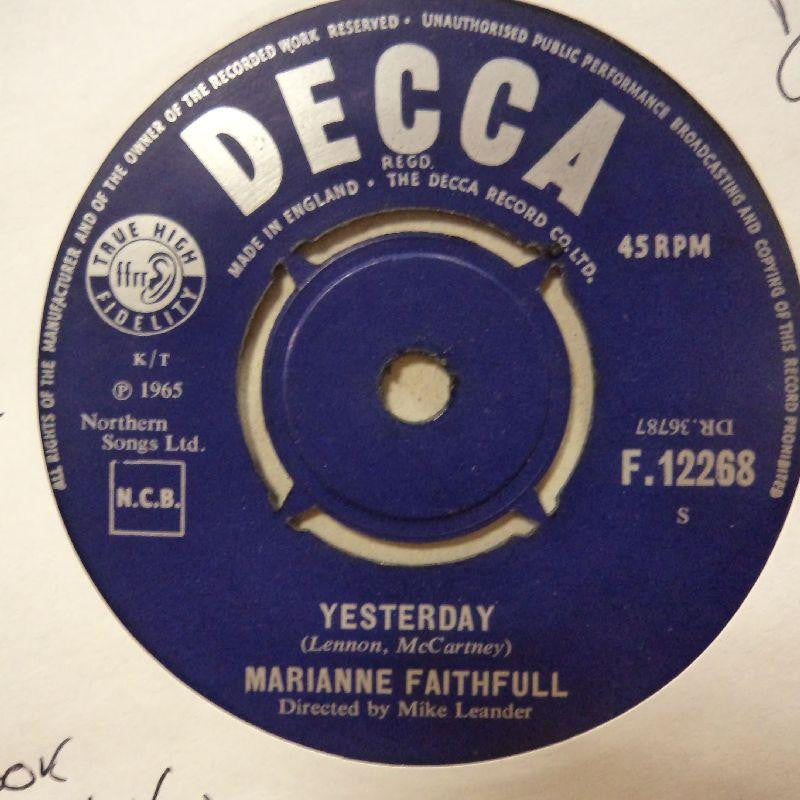 ALL RIGHTS OF THE MANUFACTURER AND OF THE OWNER OF THE RECORDED WORK RESERVED • UNAUTHORISED PUBLIC PERFORMANCE BROADCASTING AND COPYING OF THIS RECORD PROHIBITED
DECCA
REGD.
MADE IN ENGLAND • THE DECCA RECORD CO. LTD.
TRUE HIGH
ffrr
FIDELITY
45 RPM
K/T
℗ 1965
Northern
Songs Ltd.
N.C.B.
DR.36787
F.12268
S
YESTERDAY
(Lennon, McCartney)
MARIANNE FAITHFULL
Directed by Mike Leander